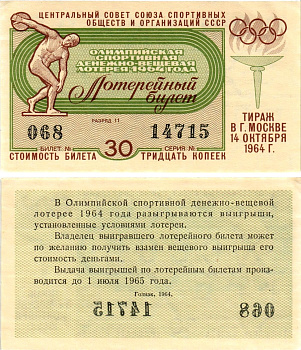 ЦЕНТРАЛЬНЫЙ СОВЕТ СОЮЗА СПОРТИВНЫХ
ОБЩЕСТВ И ОРГАНИЗАЦИЙ СССР
ОЛИМПИЙСКАЯ
СПОРТИВНАЯ
ДЕНЕЖНО-ВЕЩЕВАЯ
ЛОТЕРЕЯ 1964 ГОДА
Лотерейный
билет
РАЗРЯД 11
068 14715
БИЛЕТ № СЕРИЯ №
СТОИМОСТЬ БИЛЕТА 30 ТРИДЦАТЬ КОПЕЕК
ТИРАЖ
В Г. МОСКВЕ
14 ОКТЯБРЯ
1964 Г.
В Олимпийской спортивной денежно-вещевой
лотерее 1964 года разыгрываются выигрыши,
установленные условиями лотереи.
Владелец выигравшего лотерейного билета может
по желанию получить взамен вещевого выигрыша его
стоимость деньгами.
Выдача выигрышей по лотерейным билетам произ-
водится до 1 июля 1965 года.
Гознак, 1964.
14715 068